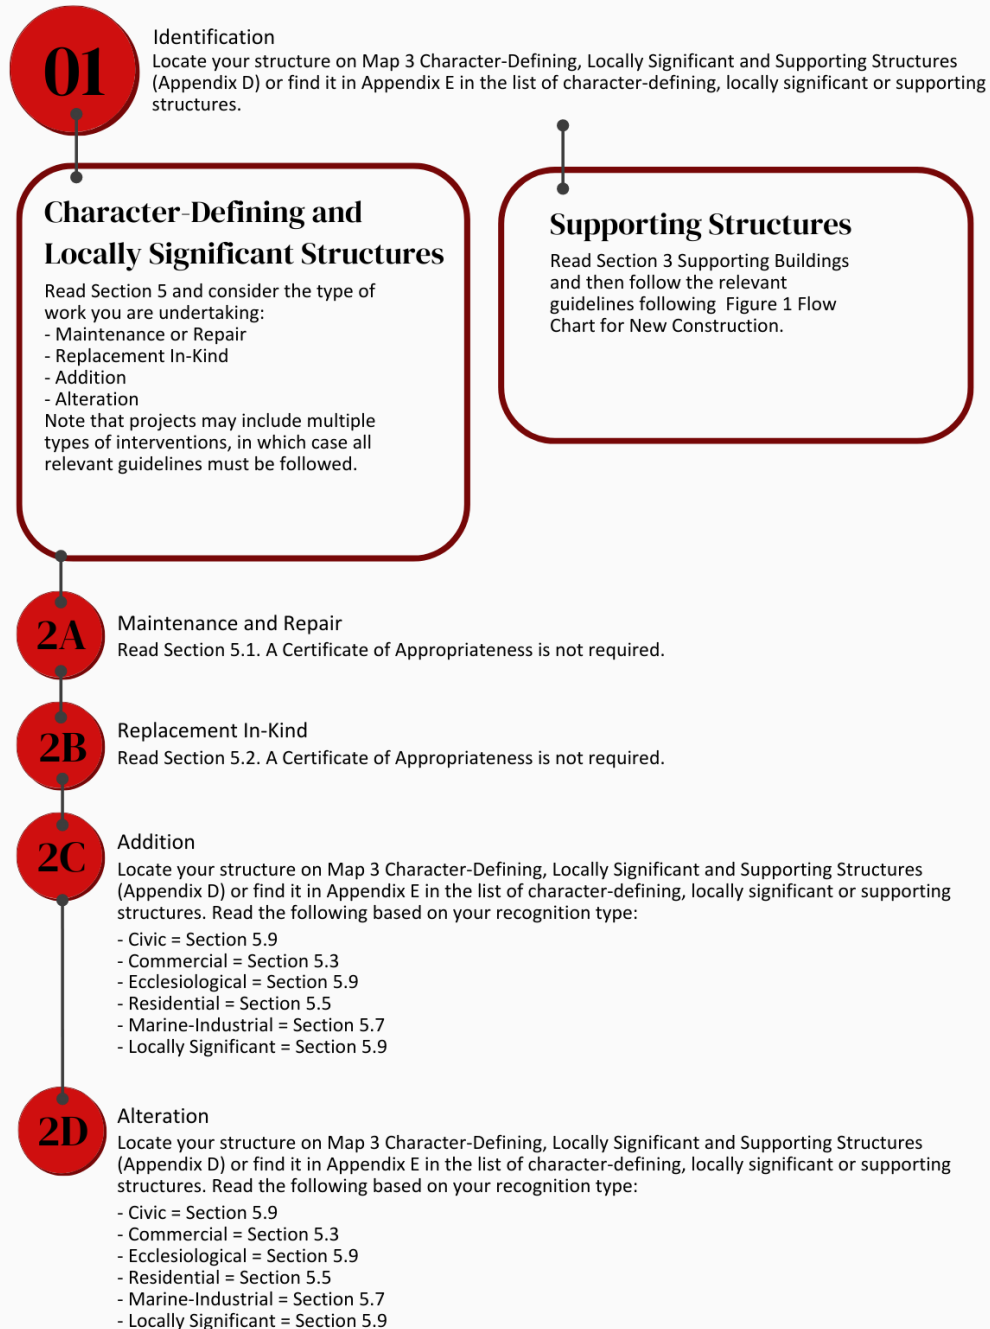 01
Identification
Locate your structure on Map 3 Character-Defining, Locally Significant and Supporting Structures
(Appendix D) or find it in Appendix E in the list of character-defining, locally significant or supporting
structures.
Character-Defining and
Locally Significant Structures
Read Section 5 and consider the type of
work you are undertaking:
- Maintenance or Repair
- Replacement In-Kind
- Addition
- Alteration
Note that projects may include multiple
types of interventions, in which case all
relevant guidelines must be followed.
Supporting Structures
Read Section 3 Supporting Buildings
and then follow the relevant
guidelines following  Figure 1 Flow
Chart for New Construction.
2A
Maintenance and Repair
Read Section 5.1. A Certificate of Appropriateness is not required.
2B
Replacement In-Kind
Read Section 5.2. A Certificate of Appropriateness is not required.
2C
Addition
Locate your structure on Map 3 Character-Defining, Locally Significant and Supporting Structures
(Appendix D) or find it in Appendix E in the list of character-defining, locally significant or supporting
structures. Read the following based on your recognition type:
- Civic = Section 5.9
- Commercial = Section 5.3
- Ecclesiological = Section 5.9
- Residential = Section 5.5
- Marine-Industrial = Section 5.7
- Locally Significant = Section 5.9
2D
Alteration
Locate your structure on Map 3 Character-Defining, Locally Significant and Supporting Structures
(Appendix D) or find it in Appendix E in the list of character-defining, locally significant or supporting
structures. Read the following based on your recognition type:
- Civic = Section 5.9
- Commercial = Section 5.3
- Ecclesiological = Section 5.9
- Residential = Section 5.5
- Marine-Industrial = Section 5.7
- Locally Significant = Section 5.9